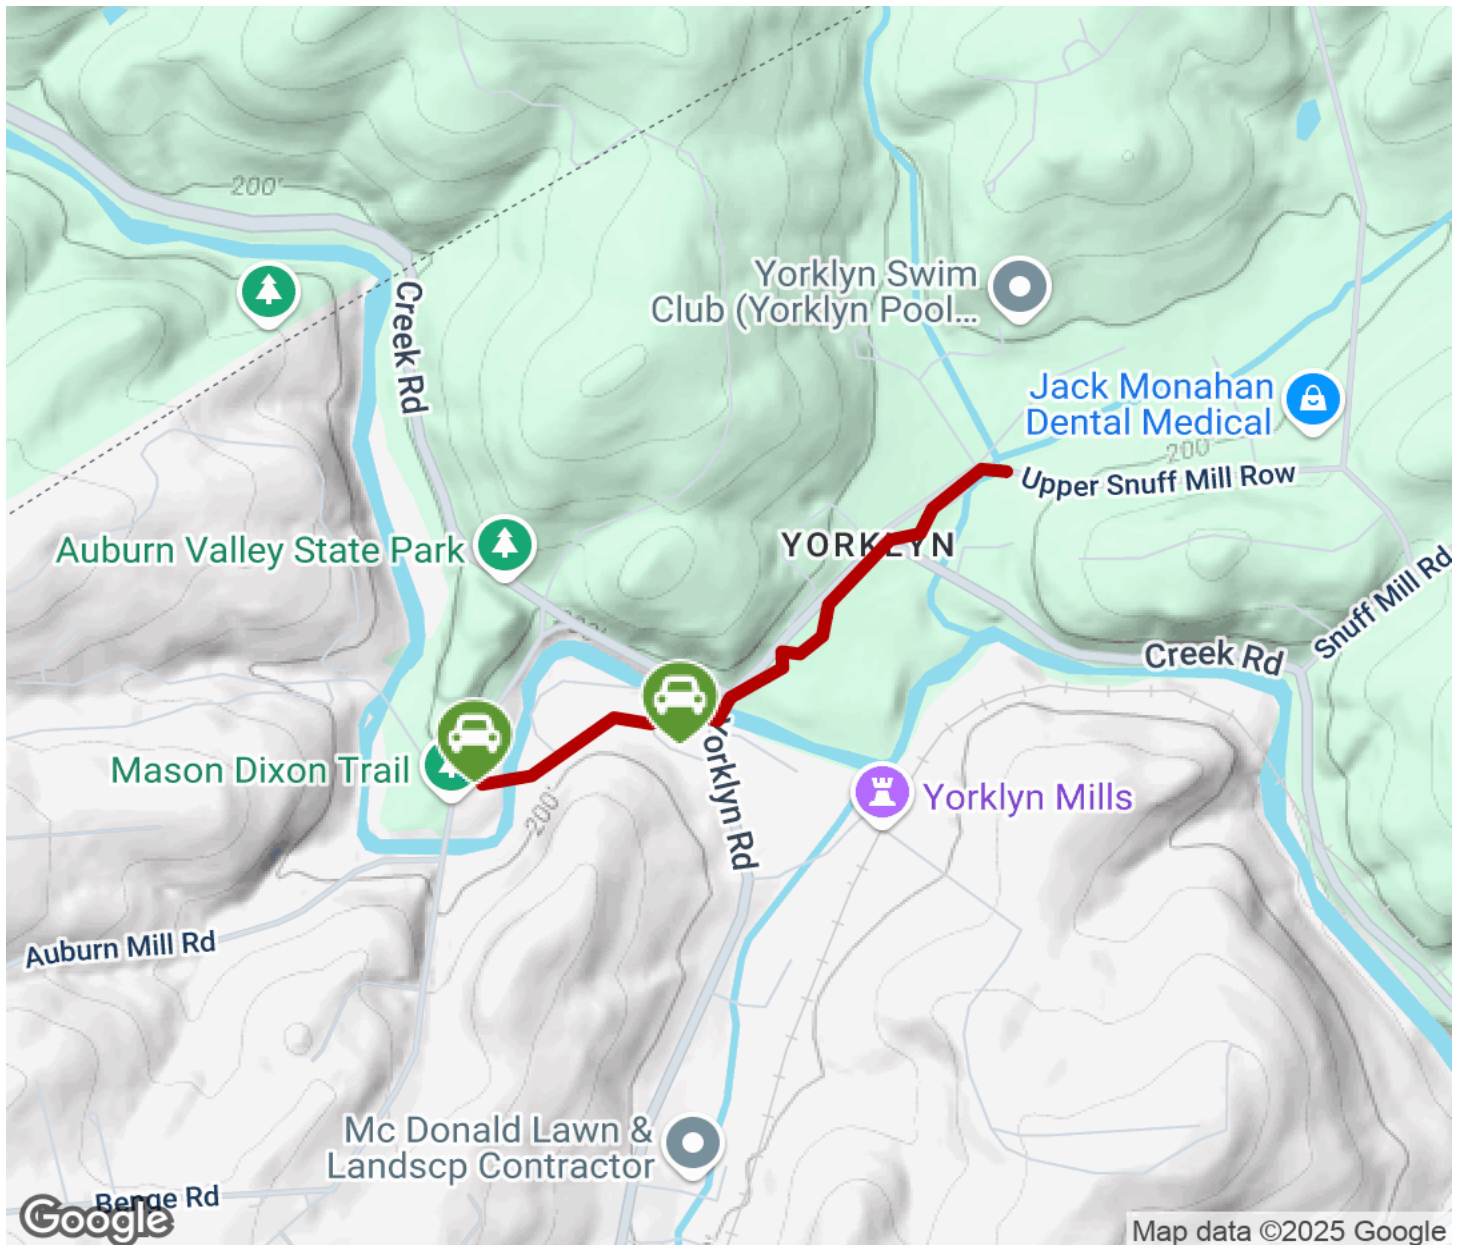 200'
Creek Rd
Yorklyn Swim
Club (Yorklyn Pool...
Jack Monahan
Dental Medical
200'
Upper Snuff Mill Row
Auburn Valley State Park
YORKLYN
Snuff Mill Rd
Creek Rd
Mason Dixon Trail
200'
Yorklyn Rd
Yorklyn Mills
Auburn Mill Rd
Mc Donald Lawn &
Landscp Contractor
Benge Rd
Google
Map data ©2025 Google